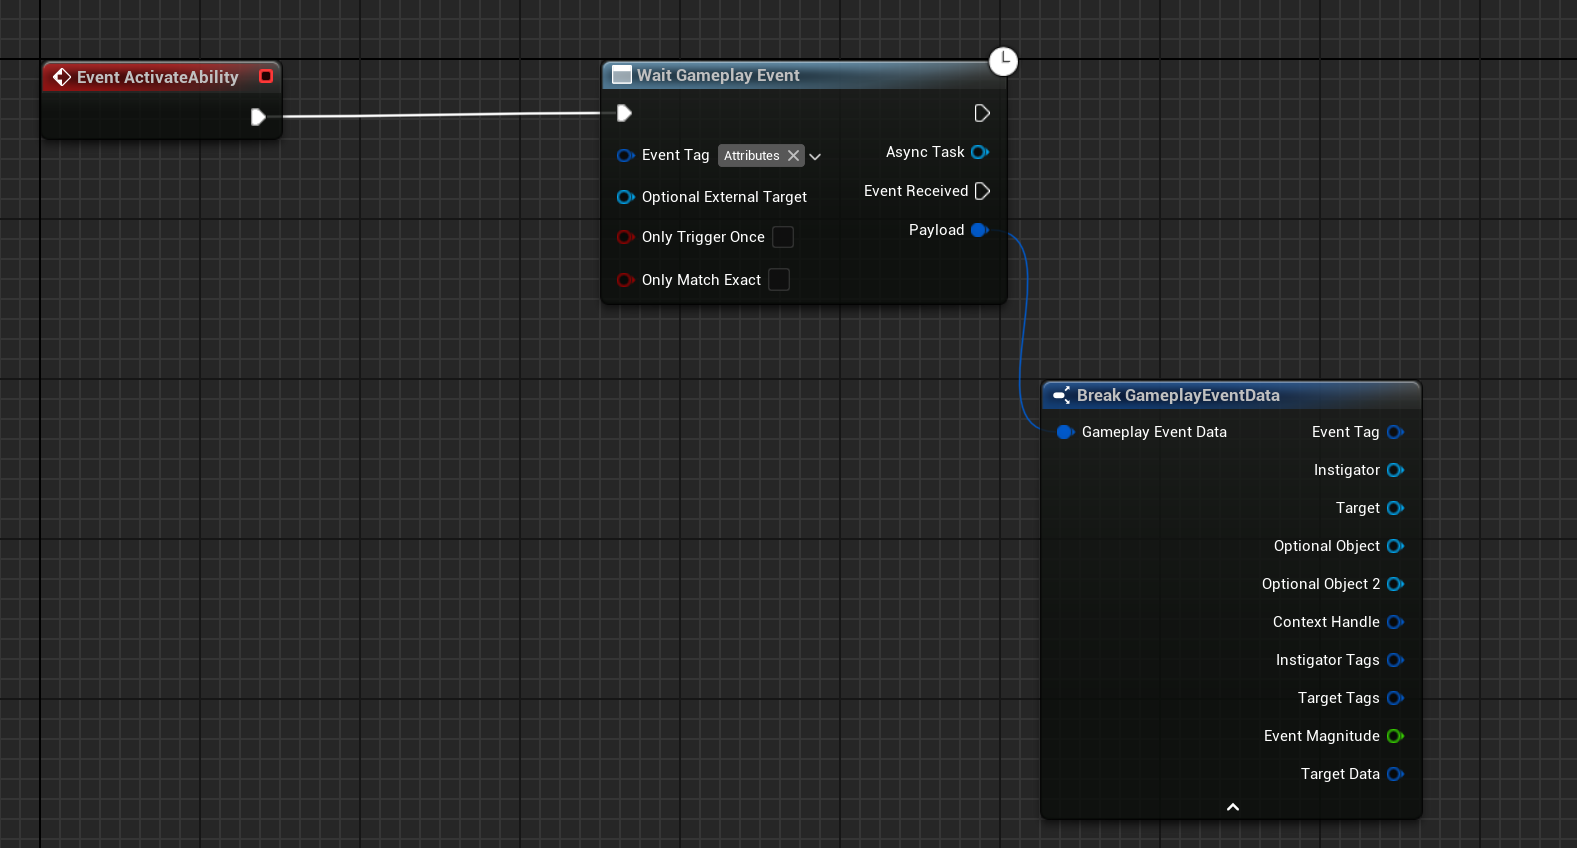 Event ActivateAbility
Wait Gameplay Event
Event Tag
Attributes
Optional External Target
Only Trigger Once
Only Match Exact
Async Task
Event Received
Payload
Break GameplayEventData
Gameplay Event Data
Event Tag
Instigator
Target
Optional Object
Optional Object 2
Context Handle
Instigator Tags
Target Tags
Event Magnitude
Target Data